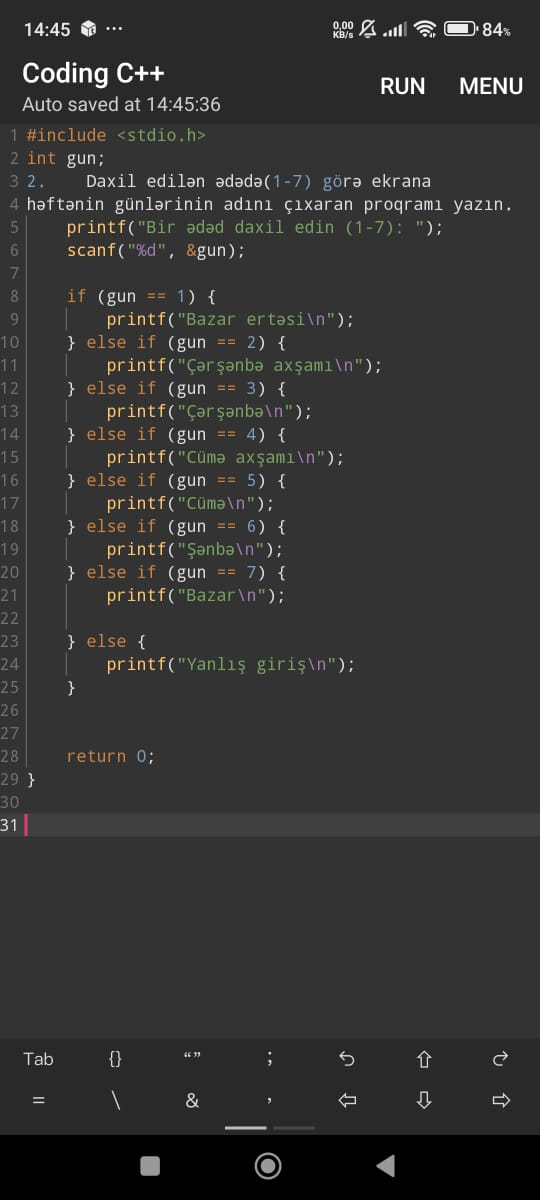 14:45 ... 0,00 KB/s 84%
Coding C++
RUN MENU
Auto saved at 14:45:36
1 #include <stdio.h>
2 int gun;
3 2.    Daxil edilən ədədə(1-7) görə ekrana
4 həftənin günlərinin adını çıxaran proqramı yazın.
5     printf("Bir ədəd daxil edin (1-7): ");
6     scanf("%d", &gun);
7
8     if (gun == 1) {
9         printf("Bazar ertəsi\n");
10     } else if (gun == 2) {
11         printf("Çərşənbə axşamı\n");
12     } else if (gun == 3) {
13         printf("Çərşənbə\n");
14     } else if (gun == 4) {
15         printf("Cümə axşamı\n");
16     } else if (gun == 5) {
17         printf("Cümə\n");
18     } else if (gun == 6) {
19         printf("Şənbə\n");
20     } else if (gun == 7) {
21         printf("Bazar\n");
22
23     } else {
24         printf("Yanlış giriş\n");
25     }
26
27
28     return 0;
29 }
30
31
Tab {} “” ;
= \ & ,